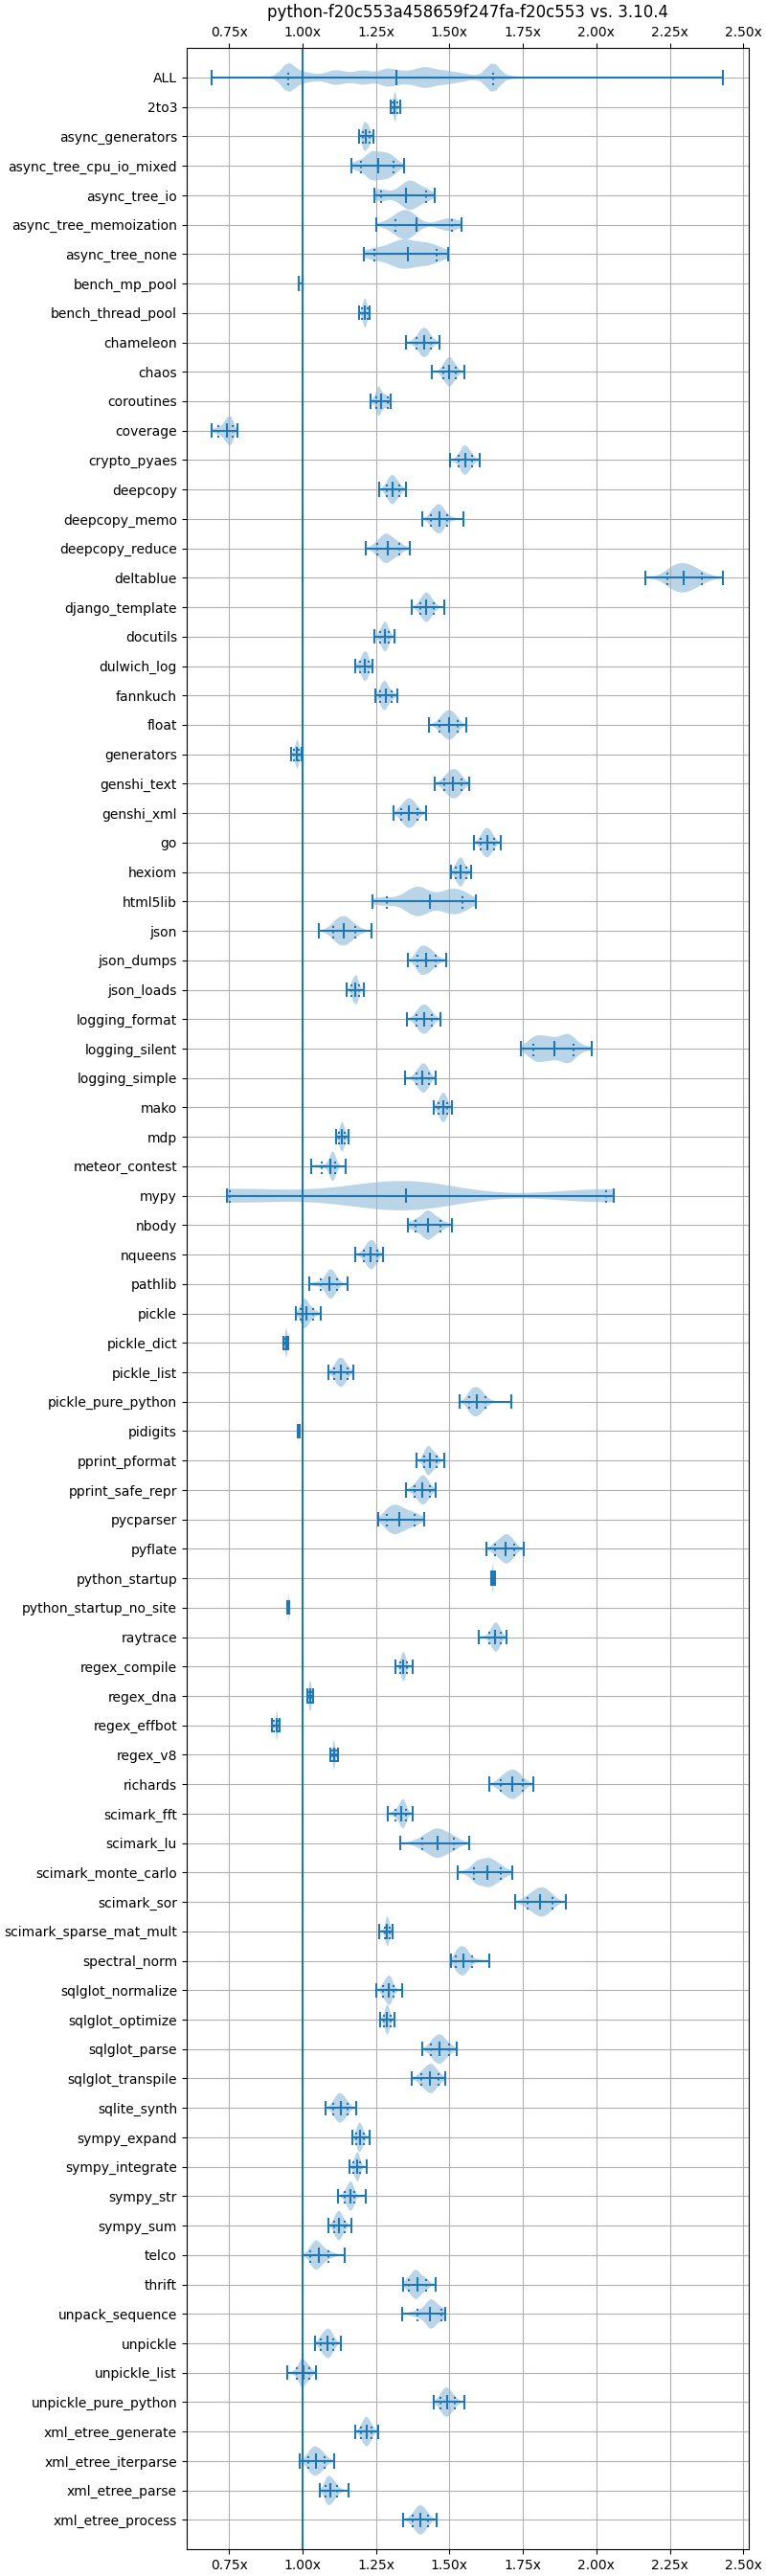 python-f20c553a458659f247fa-f20c553 vs. 3.10.4
0.75x 1.00x 1.25x 1.50x 1.75x 2.00x 2.25x 2.50x
ALL
2to3
async_generators
async_tree_cpu_io_mixed
async_tree_io
async_tree_memoization
async_tree_none
bench_mp_pool
bench_thread_pool
chameleon
chaos
coroutines
coverage
crypto_pyaes
deepcopy
deepcopy_memo
deepcopy_reduce
deltablue
django_template
docutils
dulwich_log
fannkuch
float
generators
genshi_text
genshi_xml
go
hexiom
html5lib
json
json_dumps
json_loads
logging_format
logging_silent
logging_simple
mako
mdp
meteor_contest
mypy
nbody
nqueens
pathlib
pickle
pickle_dict
pickle_list
pickle_pure_python
pidigits
pprint_pformat
pprint_safe_repr
pycparser
pyflate
python_startup
python_startup_no_site
raytrace
regex_compile
regex_dna
regex_effbot
regex_v8
richards
scimark_fft
scimark_lu
scimark_monte_carlo
scimark_sor
scimark_sparse_mat_mult
spectral_norm
sqlglot_normalize
sqlglot_optimize
sqlglot_parse
sqlglot_transpile
sqlite_synth
sympy_expand
sympy_integrate
sympy_str
sympy_sum
telco
thrift
unpack_sequence
unpickle
unpickle_list
unpickle_pure_python
xml_etree_generate
xml_etree_iterparse
xml_etree_parse
xml_etree_process
0.75x 1.00x 1.25x 1.50x 1.75x 2.00x 2.25x 2.50x